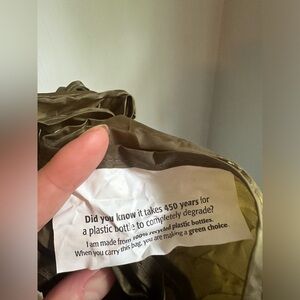 Did you know it takes 450 years for
a plastic bottle to completely degrade?
I am made from 100% recycled plastic bottles.
When you carry this bag, you are making a green choice.